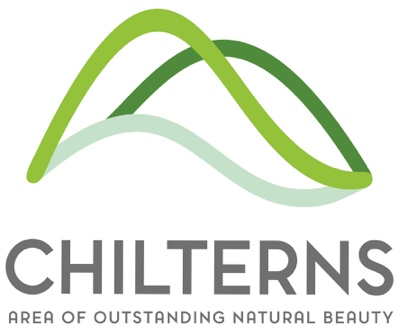 CHILTERNS
AREA OF OUTSTANDING NATURAL BEAUTY